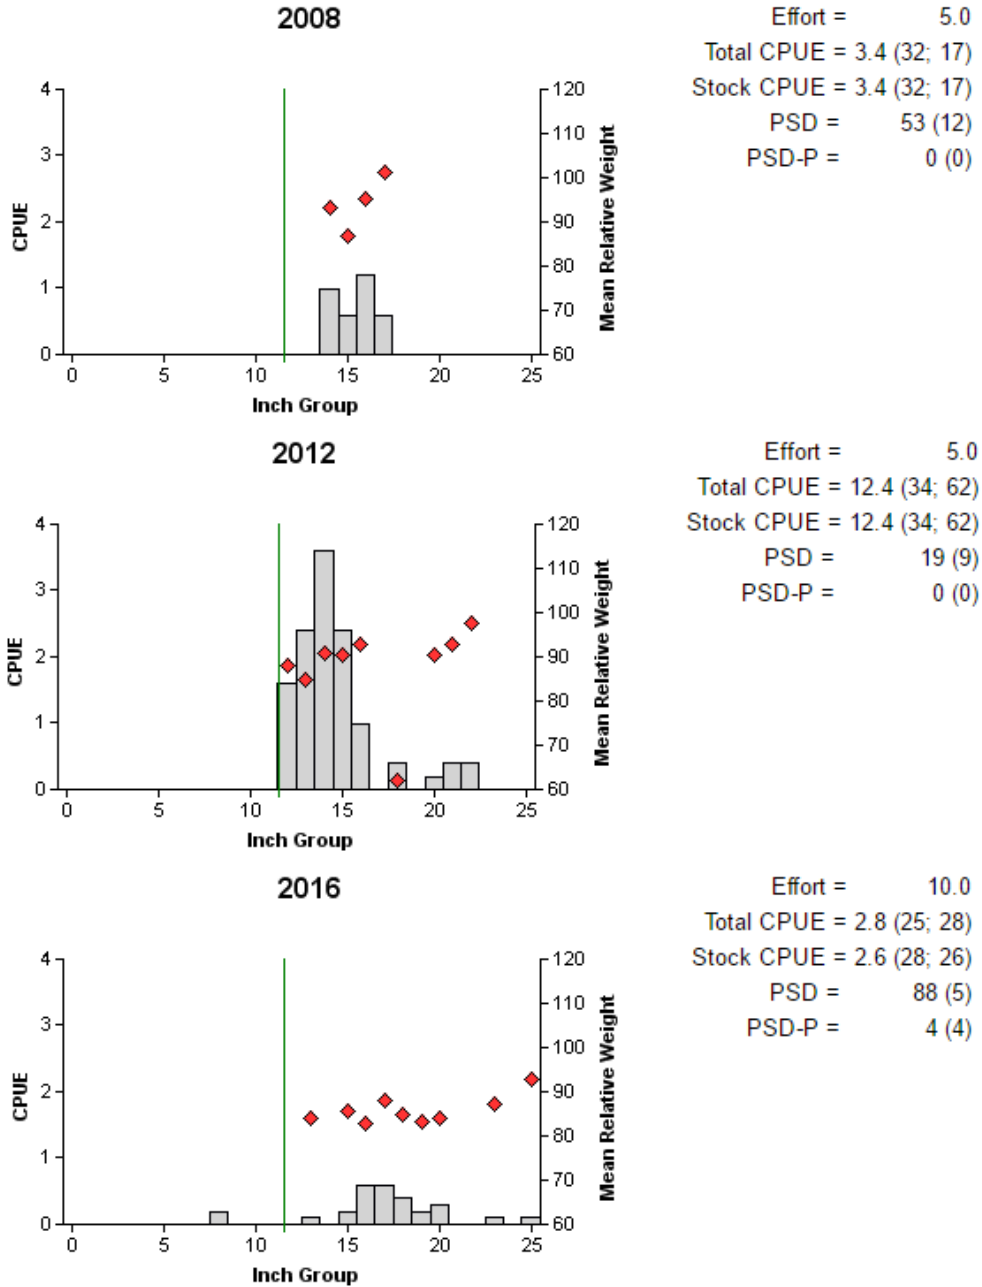 2008
Effort = 5.0
Total CPUE = 3.4 (32; 17)
Stock CPUE = 3.4 (32; 17)
PSD = 53 (12)
PSD-P = 0 (0)
4
3
2
1
0
CPUE
120
110
100
90
80
70
60
Mean Relative Weight
0 5 10 15 20 25
Inch Group
2012
Effort = 5.0
Total CPUE = 12.4 (34; 62)
Stock CPUE = 12.4 (34; 62)
PSD = 19 (9)
PSD-P = 0 (0)
4
3
2
1
0
CPUE
120
110
100
90
80
70
60
Mean Relative Weight
0 5 10 15 20 25
Inch Group
2016
Effort = 10.0
Total CPUE = 2.8 (25; 28)
Stock CPUE = 2.6 (28; 26)
PSD = 88 (5)
PSD-P = 4 (4)
4
3
2
1
0
CPUE
120
110
100
90
80
70
60
Mean Relative Weight
0 5 10 15 20 25
Inch Group